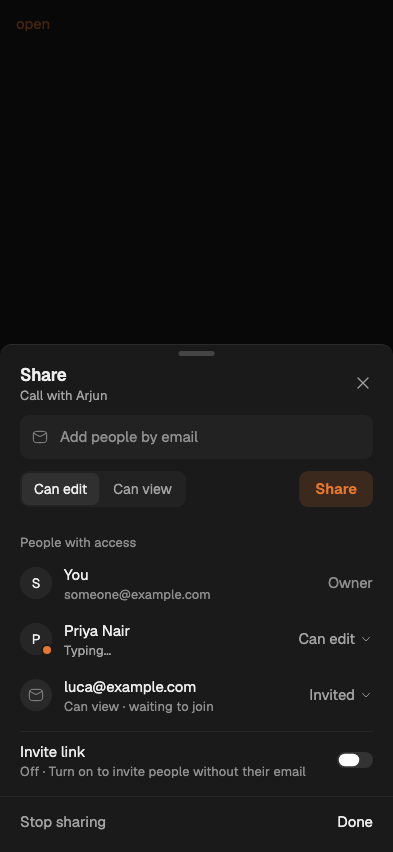 open
Share
Call with Arjun
Add people by email
Can edit Can view Share
People with access
S You Owner
someone@example.com
P Priya Nair Can edit
Typing...
luca@example.com Invited
Can view · waiting to join
Invite link
Off · Turn on to invite people without their email
Stop sharing Done